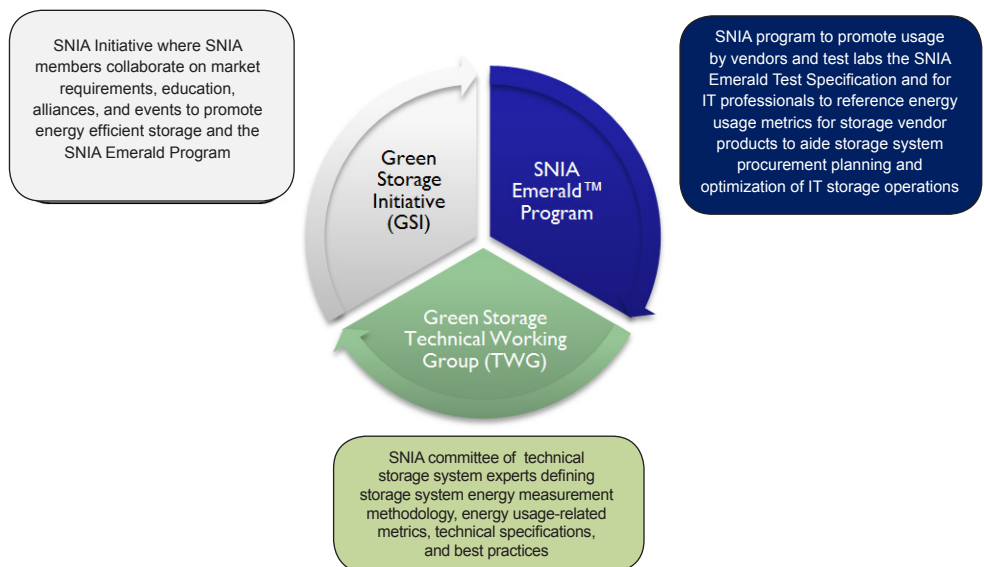 SNIA Initiative where SNIA
members collaborate on market
requirements, education,
alliances, and events to promote
energy efficient storage and the
SNIA Emerald Program
SNIA program to promote usage
by vendors and test labs the SNIA
Emerald Test Specification and for
IT professionals to reference energy
usage metrics for storage vendor
products to aide storage system
procurement planning and
optimization of IT storage operations
Green
Storage
Initiative
(GSI)
SNIA
Emerald™
Program
Green Storage
Technical Working
Group (TWG)
SNIA committee of technical
storage system experts defining
storage system energy measurement
methodology, energy usage-related
metrics, technical specifications,
and best practices